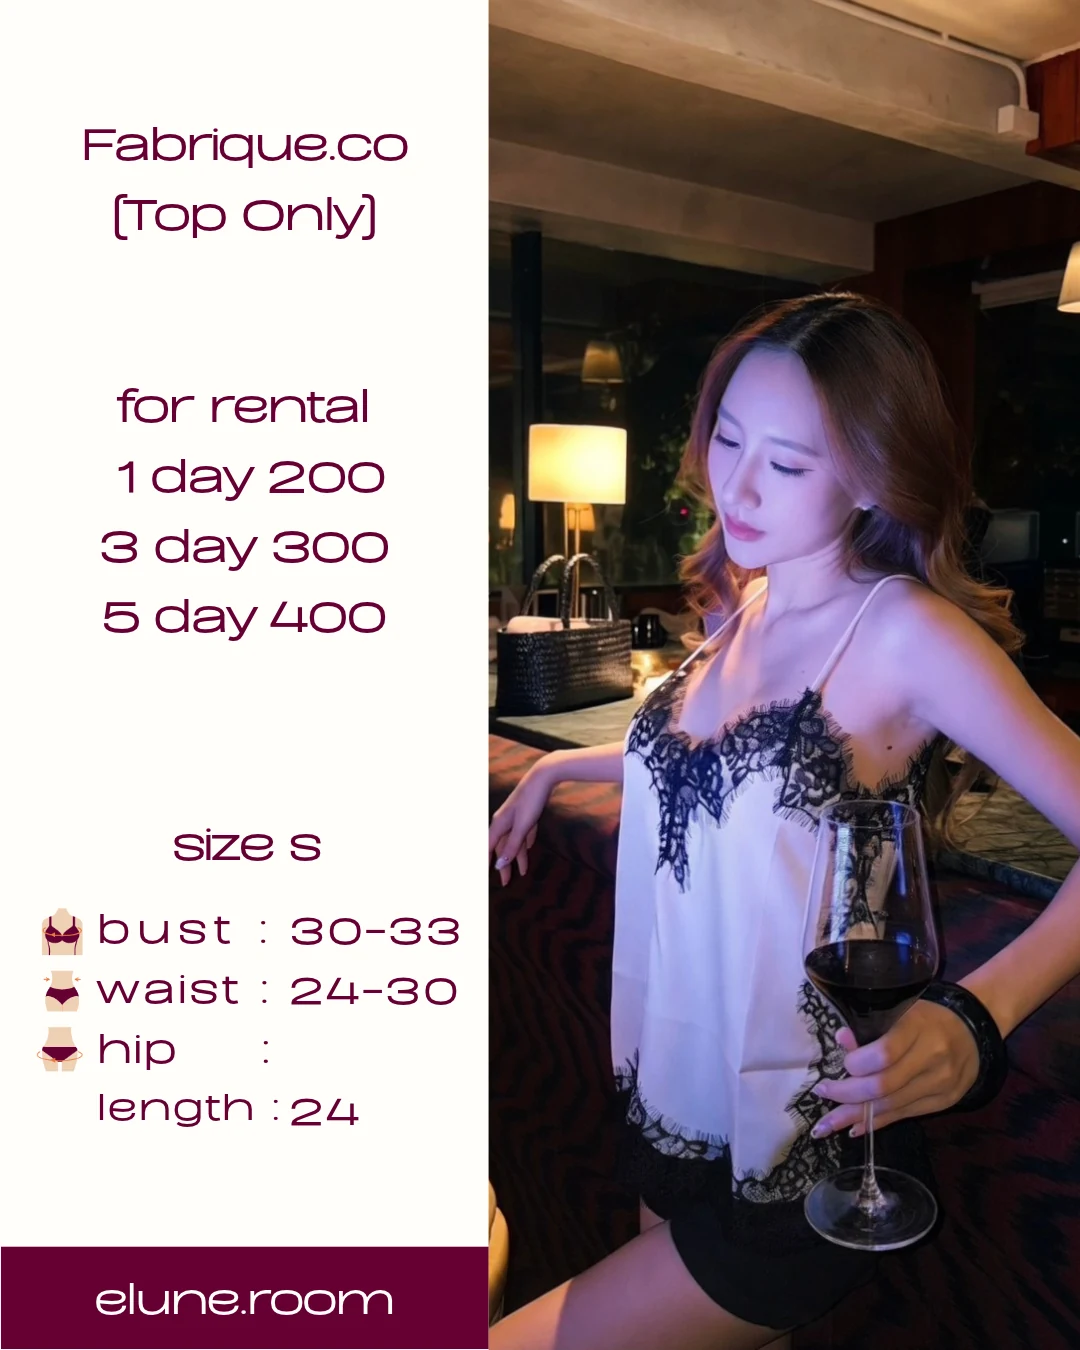 Fabrique.co
(Top Only)
for rental
1 day 200
3 day 300
5 day 400
size s
bust : 30-33
waist : 24-30
hip :
length : 24
elune.room